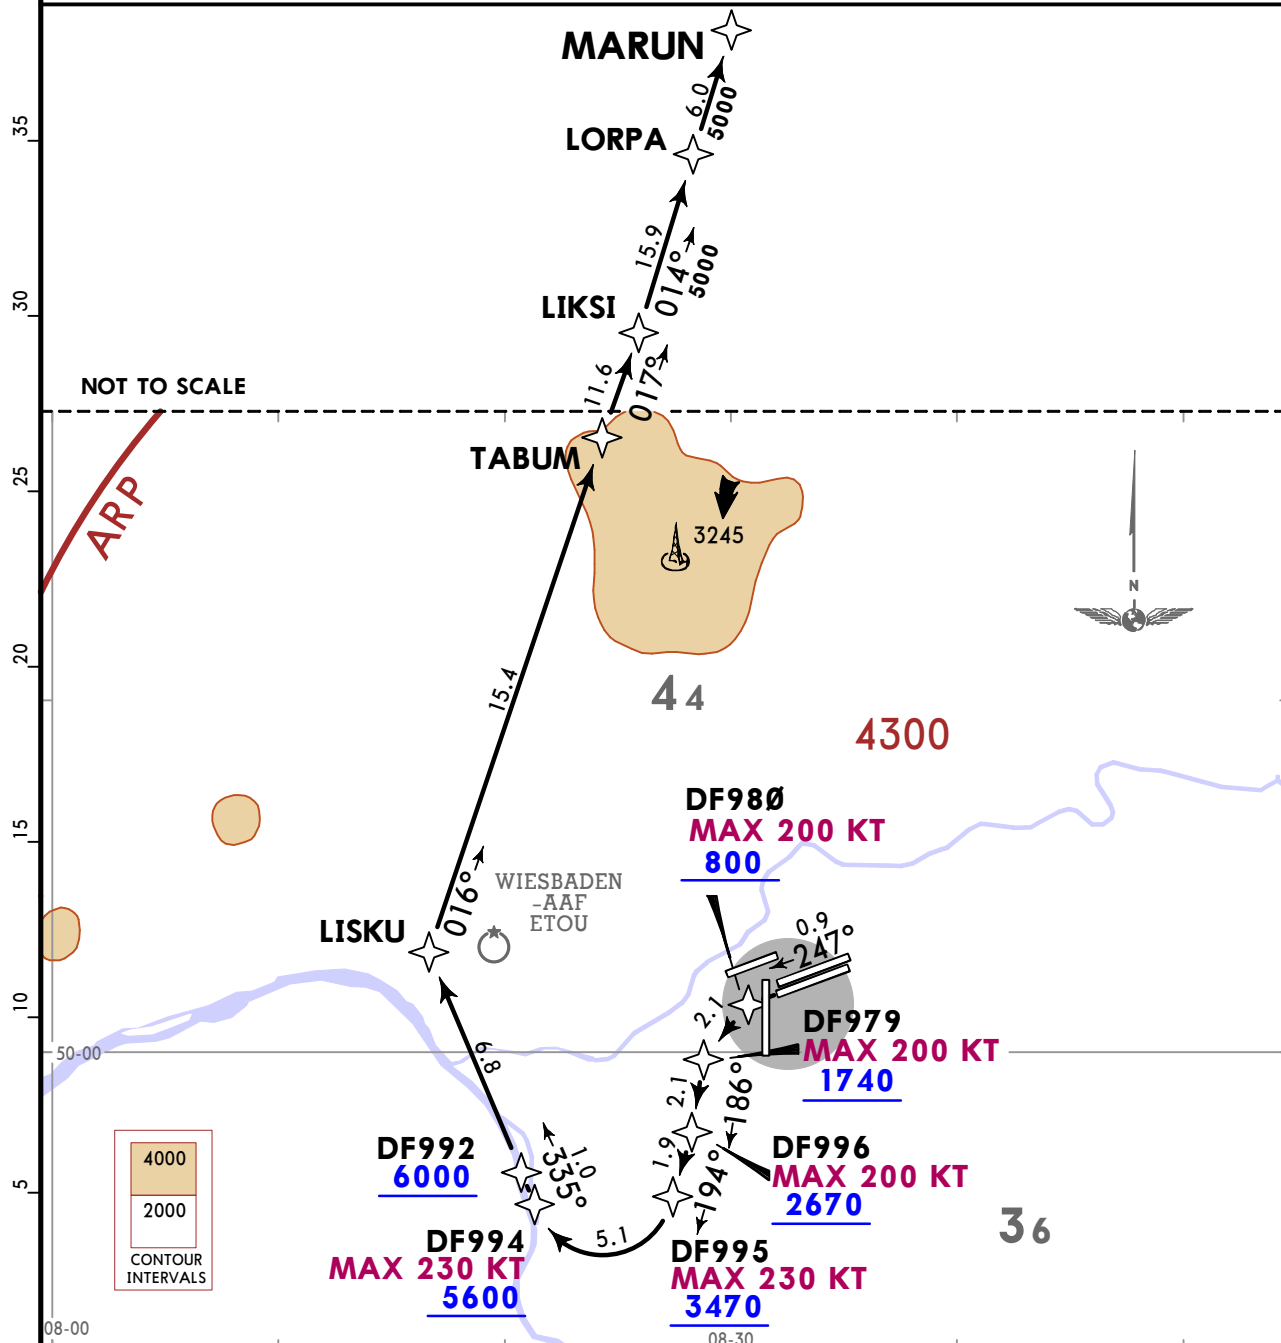 MARUN
6.0
5000
35
LORPA
15.9
014°
5000
30
LIKSI
NOT TO SCALE
11.6
017°
TABUM
25
ARP
3245
N
20
15.4
44
4300
DF98Ø
MAX 200 KT
800
15
016°
WIESBADEN
-AAF
ETOU
LISKU
0.9
247°
10
2.1
DF979
MAX 200 KT
1740
50-00
6.8
2.1
186°
DF992
6000
1.0
335°
1.9
DF996
MAX 200 KT
2670
194°
5
4000
2000
CONTOUR
INTERVALS
36
5.1
DF994
MAX 230 KT
5600
DF995
MAX 230 KT
3470
08-00
08-30